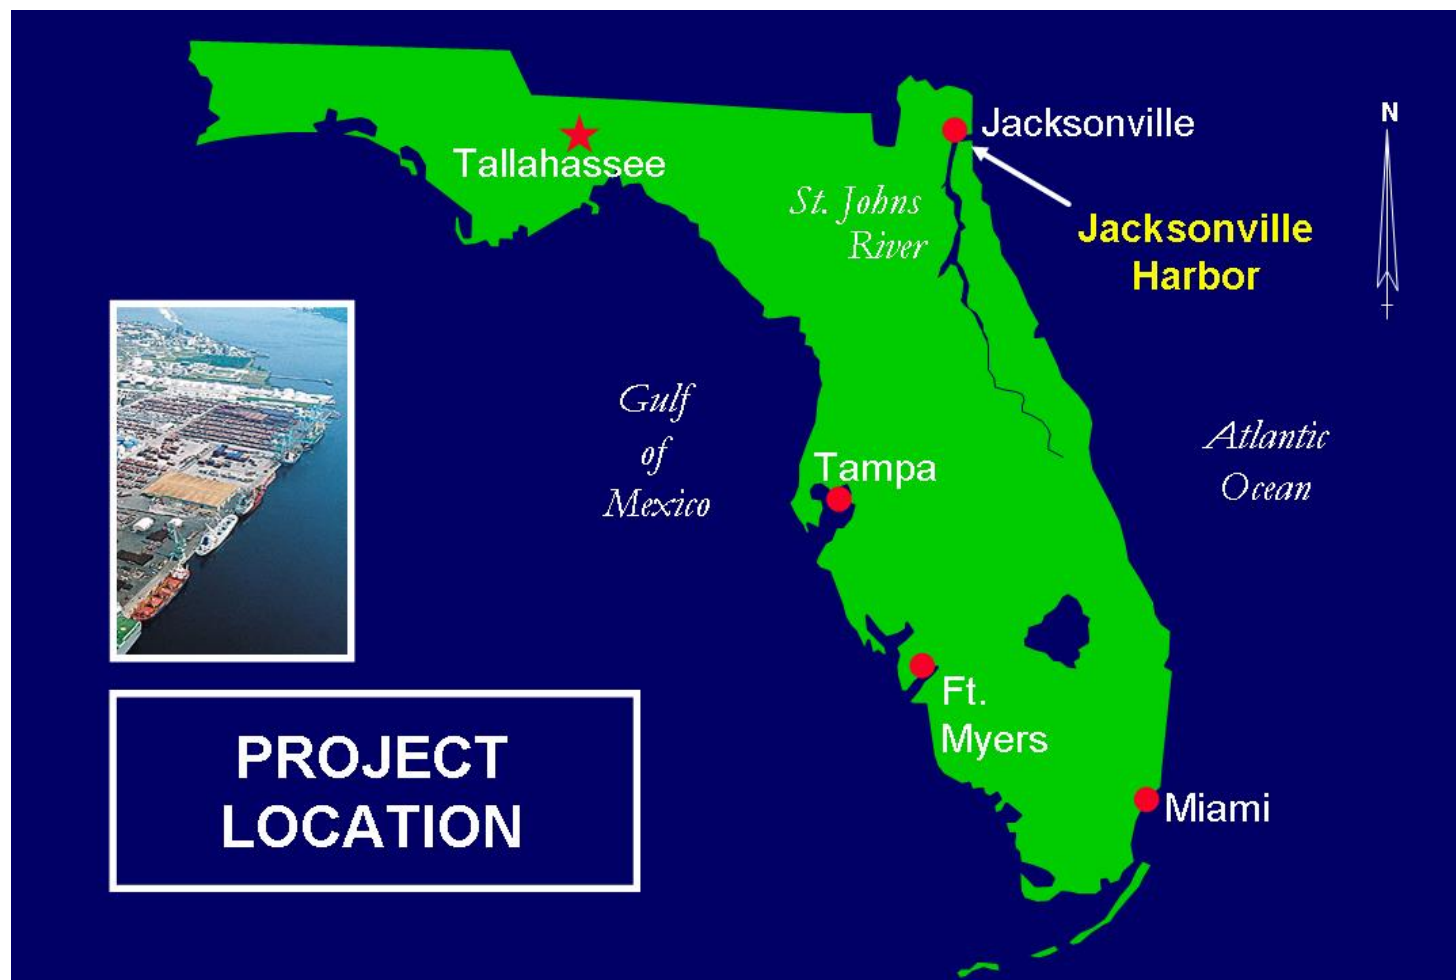 Jacksonville
N
Tallahassee
St. Johns
River
Jacksonville
Harbor
Gulf
of
Mexico
Atlantic
Ocean
Tampa
Ft.
Myers
PROJECT
LOCATION
Miami